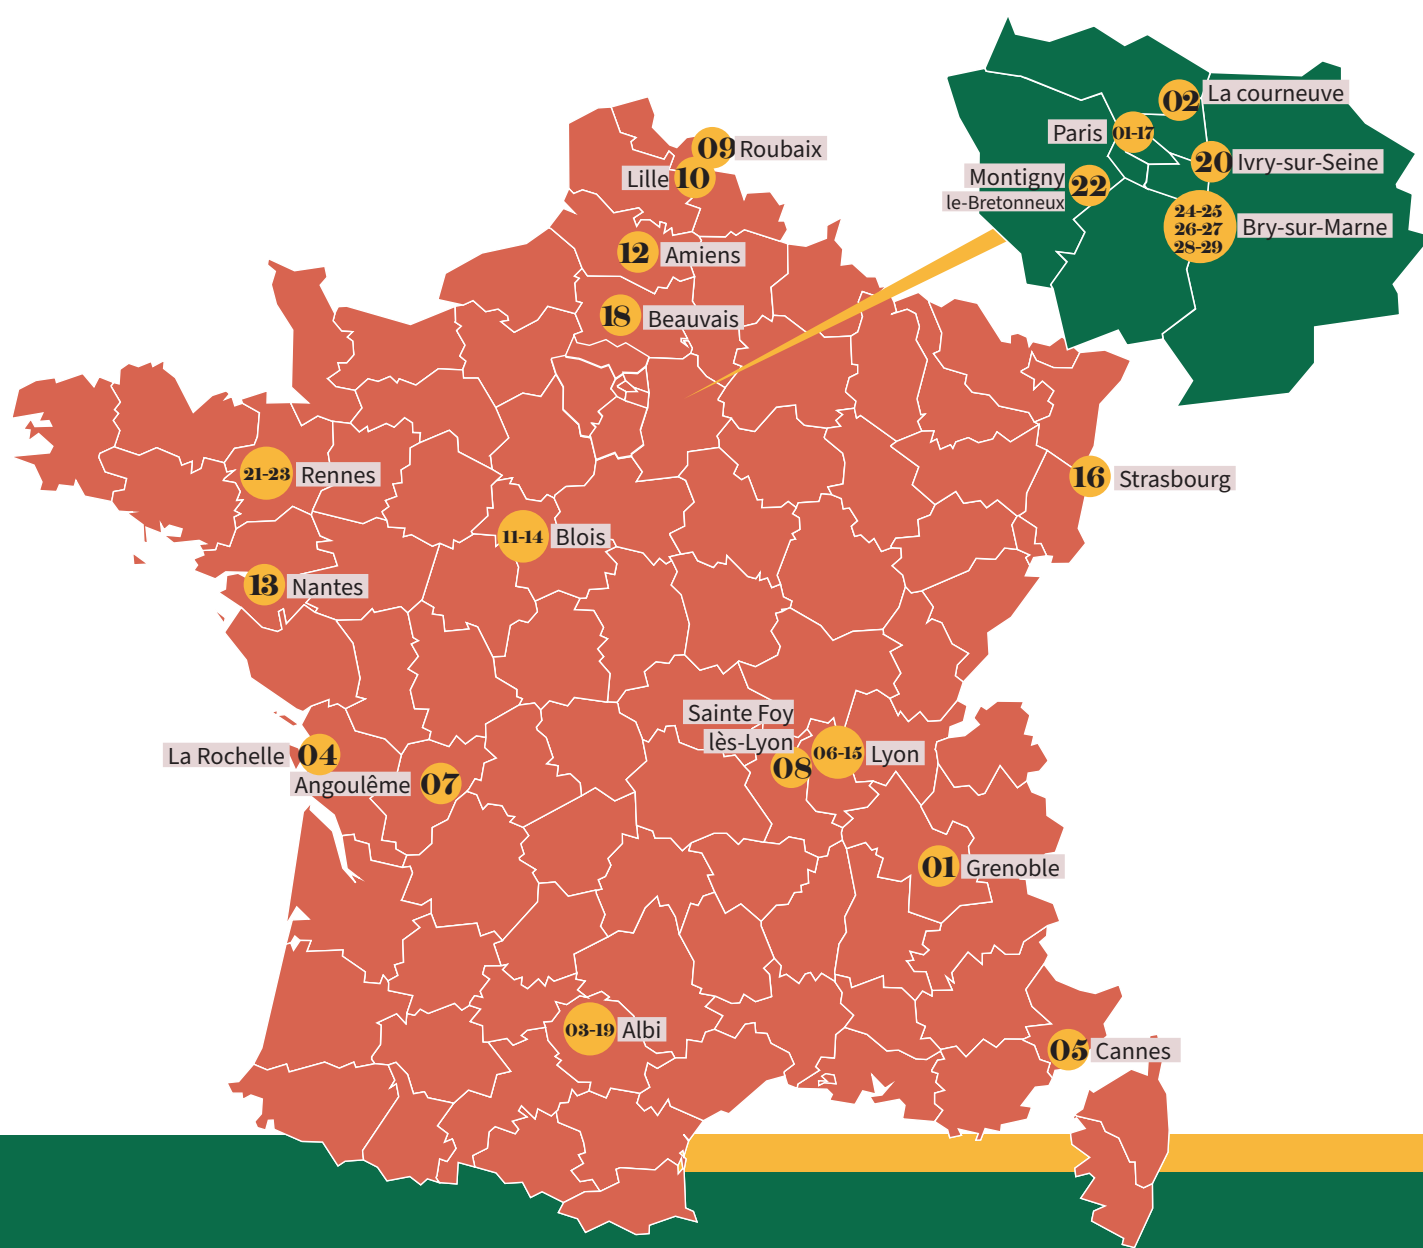 02 La courneuve
Paris 01-17
09 Roubaix
20 Ivry-sur-Seine
Lille 10
Montigny
le-Bretonneux
22
24-25
26-27
28-29
Bry-sur-Marne
12 Amiens
18 Beauvais
21-23 Rennes
16 Strasbourg
11-14 Blois
13 Nantes
Sainte Foy
lès-Lyon
08
06-15 Lyon
La Rochelle 04
Angoulême 07
01 Grenoble
03-19 Albi
05 Cannes